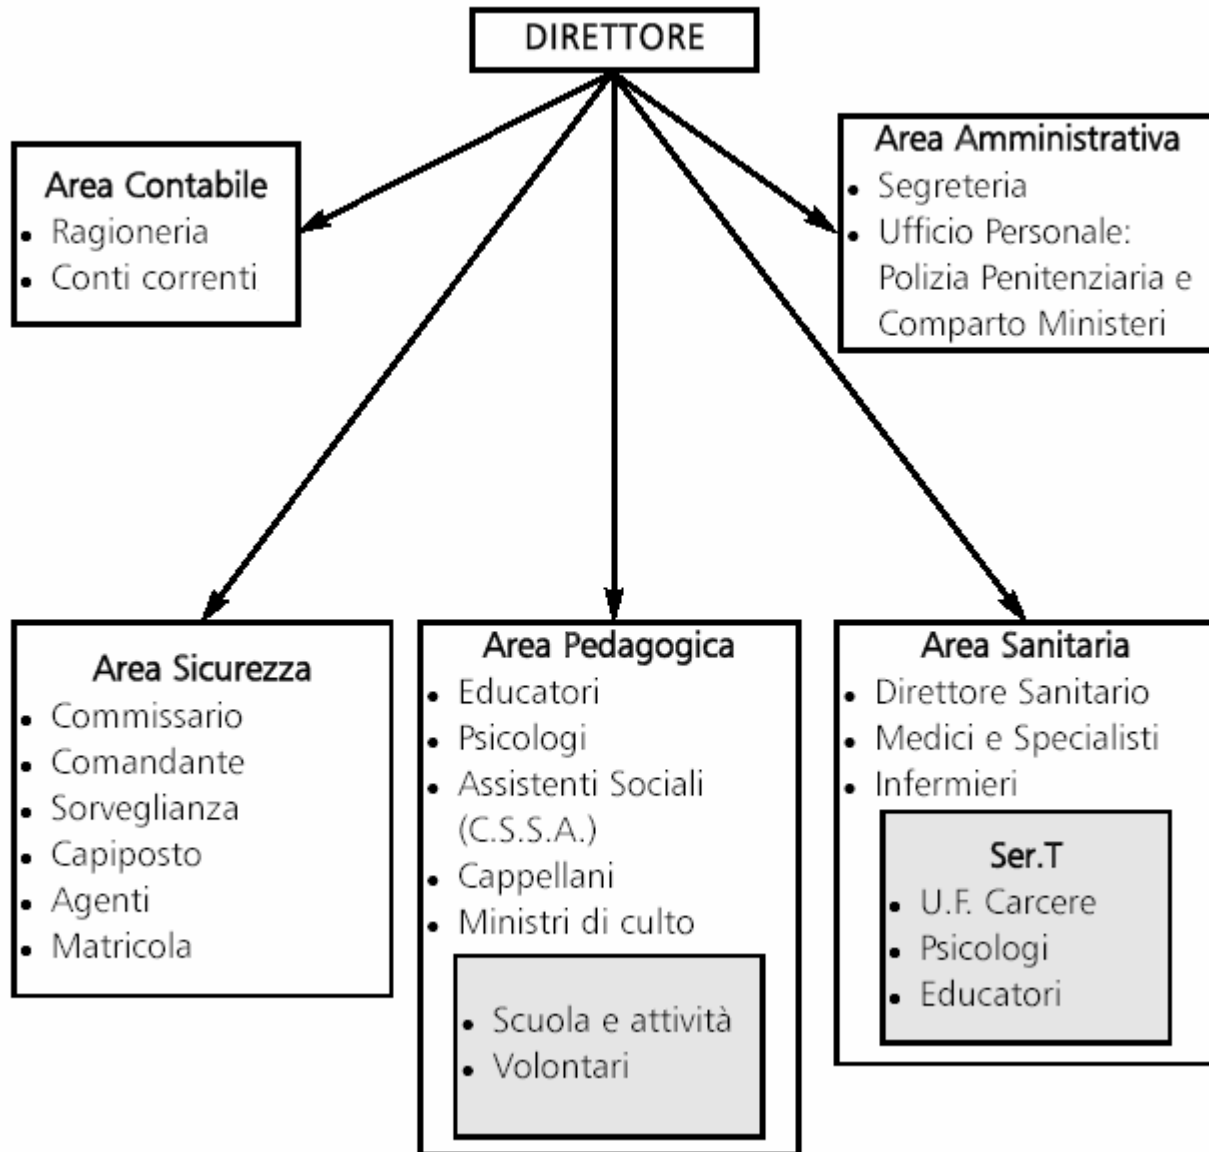 DIRETTORE
Area Contabile
• Ragioneria
• Conti correnti
Area Amministrativa
• Segreteria
• Ufficio Personale:
Polizia Penitenziaria e
Comparto Ministeri
Area Sicurezza
• Commissario
• Comandante
• Sorveglianza
• Capiposto
• Agenti
• Matricola
Area Pedagogica
• Educatori
• Psicologi
• Assistenti Sociali
(C.S.S.A.)
• Cappellani
• Ministri di culto
• Scuola e attività
• Volontari
Area Sanitaria
• Direttore Sanitario
• Medici e Specialisti
• Infermieri
Ser.T
• U.F. Carcere
• Psicologi
• Educatori